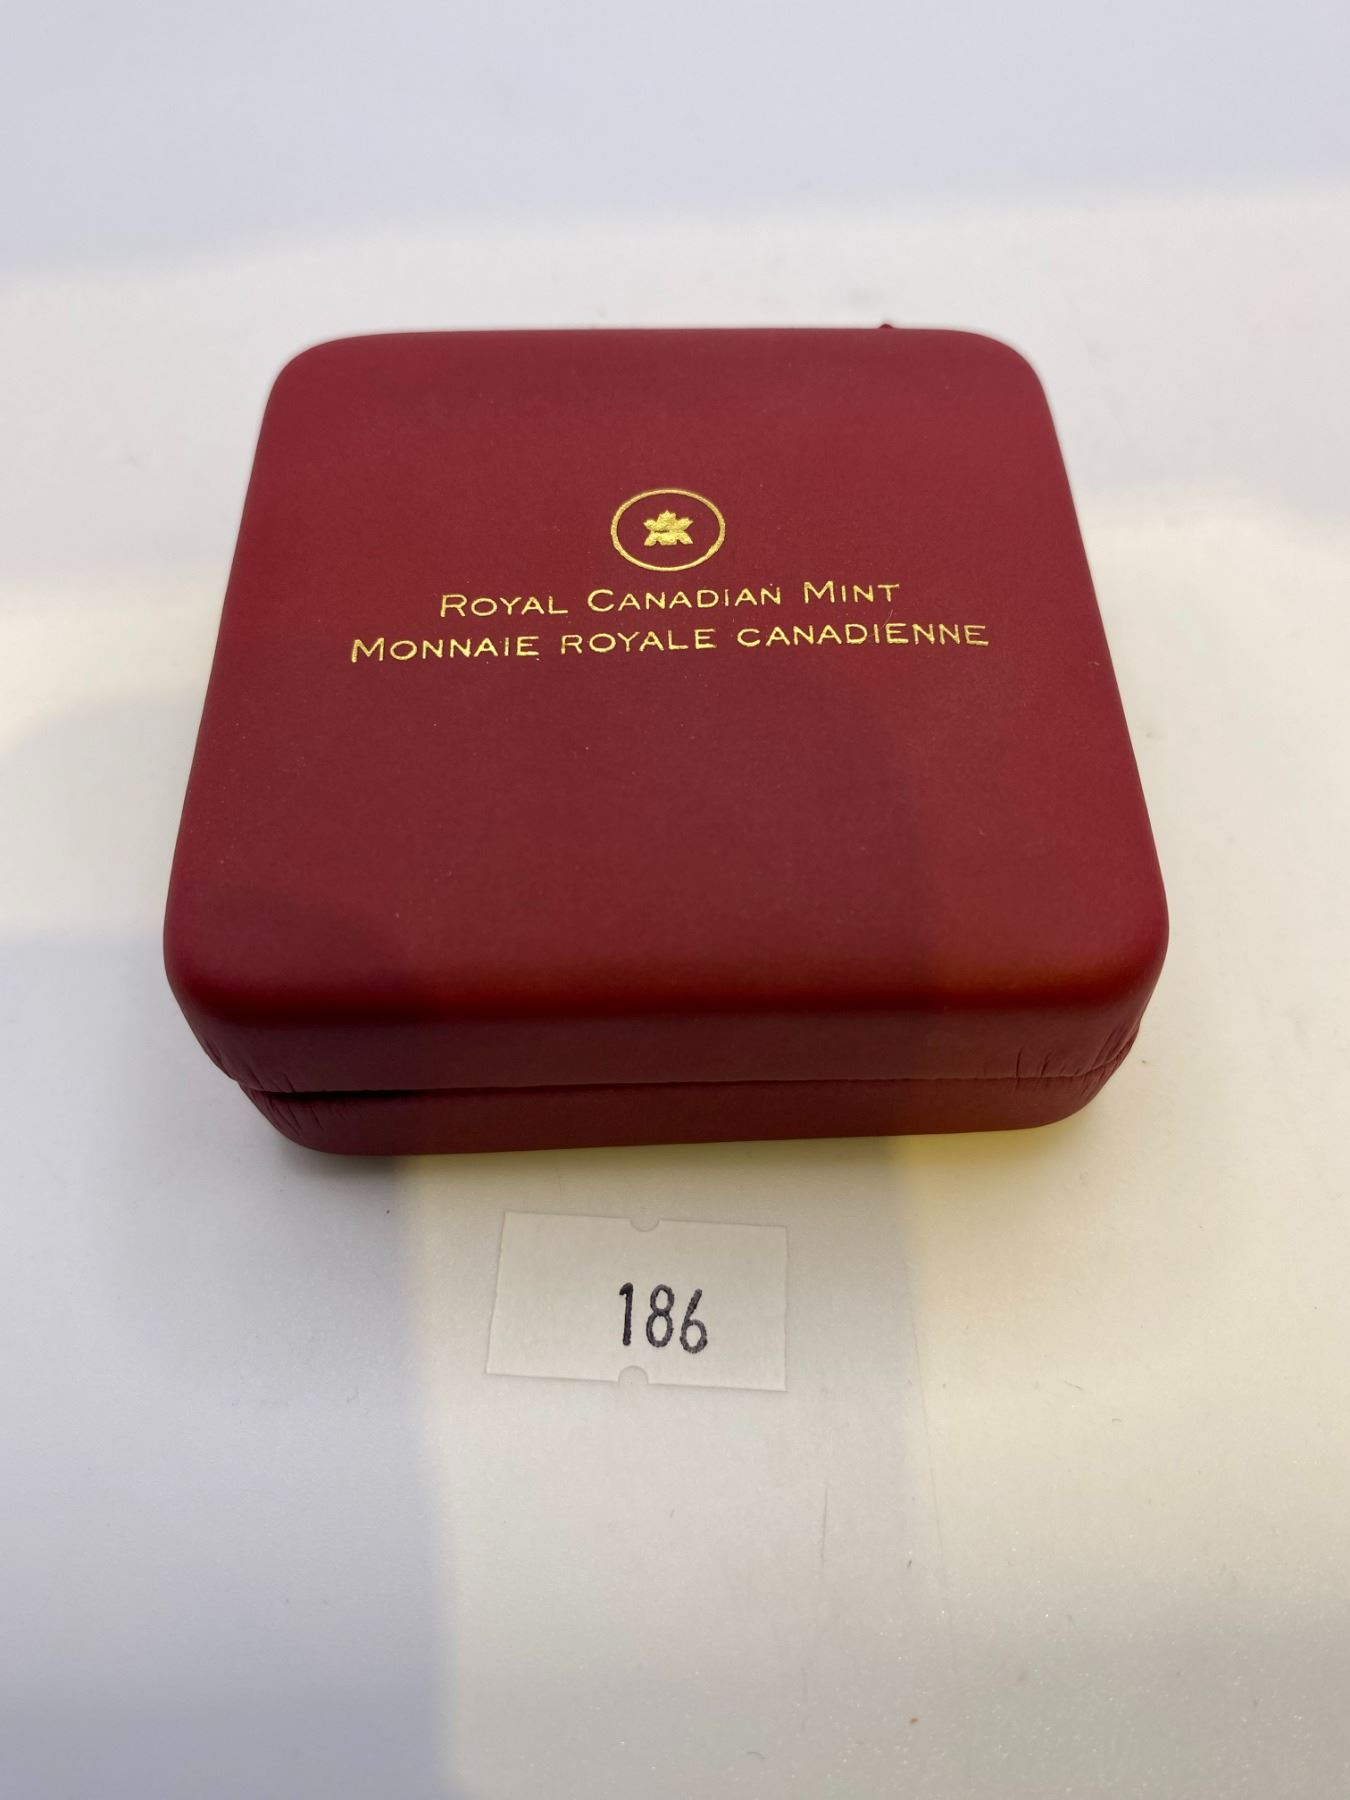 Royal Canadian Mint
Monnaie royale canadienne
186